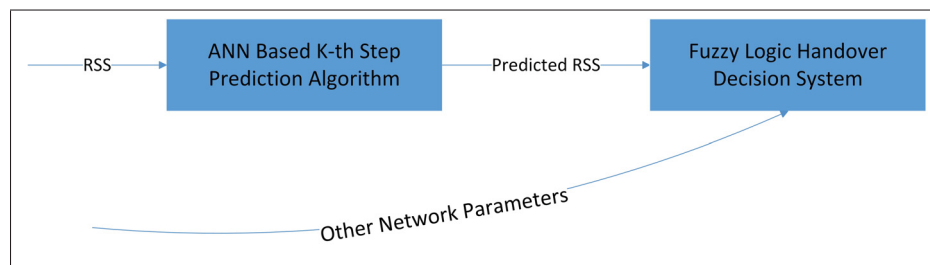 RSS
ANN Based K-th Step
Prediction Algorithm
Predicted RSS
Fuzzy Logic Handover
Decision System
Other Network Parameters